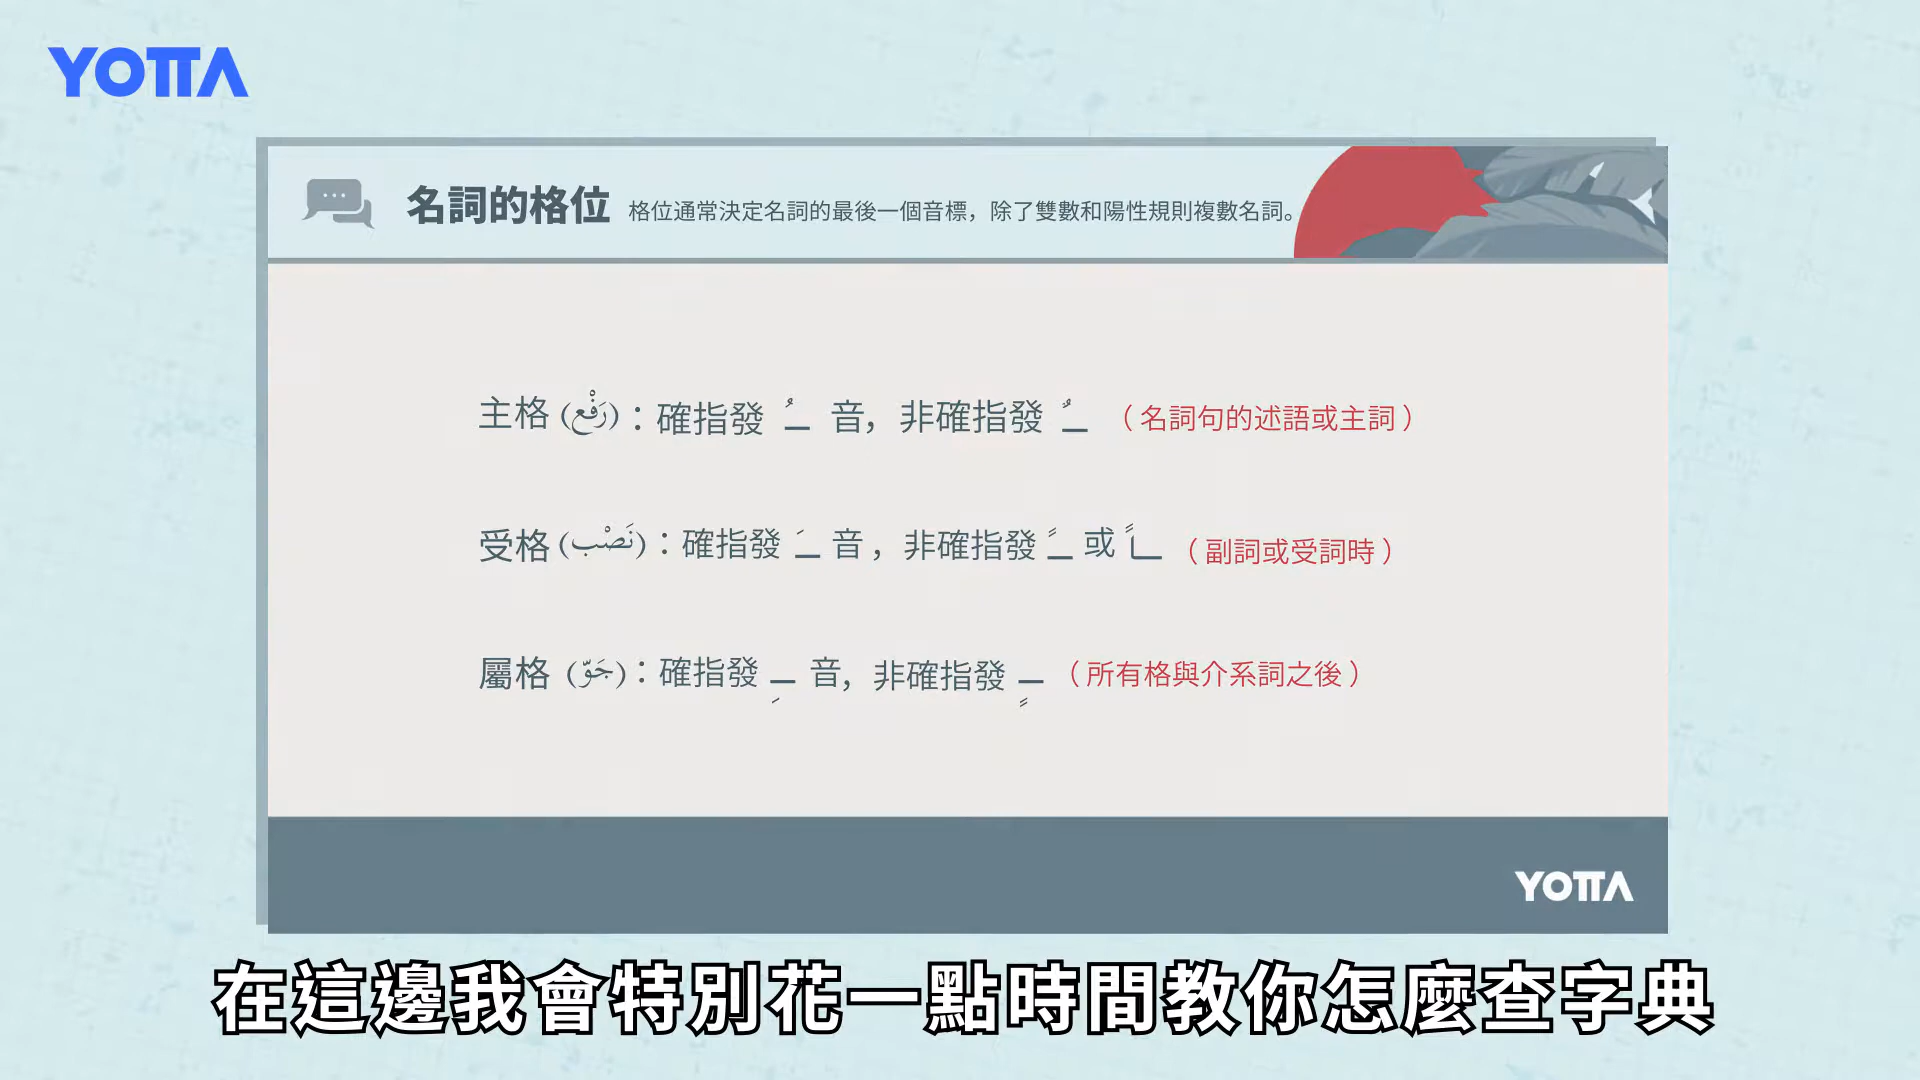 YOTTA
名詞的格位 格位通常決定名詞的最後一個音標，除了雙數和陽性規則複數名詞。
主格 (رَفْع)：確指發 ـُ 音，非確指發 ـٌ （名詞句的述語或主詞）
受格 (نَصْب)：確指發 ـَ 音，非確指發 ـً 或 ـاً （副詞或受詞時）
屬格 (جَوّ)：確指發 ـِ 音，非確指發 ـٍ （所有格與介系詞之後）
YOTTA
在這邊我會特別花一點時間教你怎麼查字典